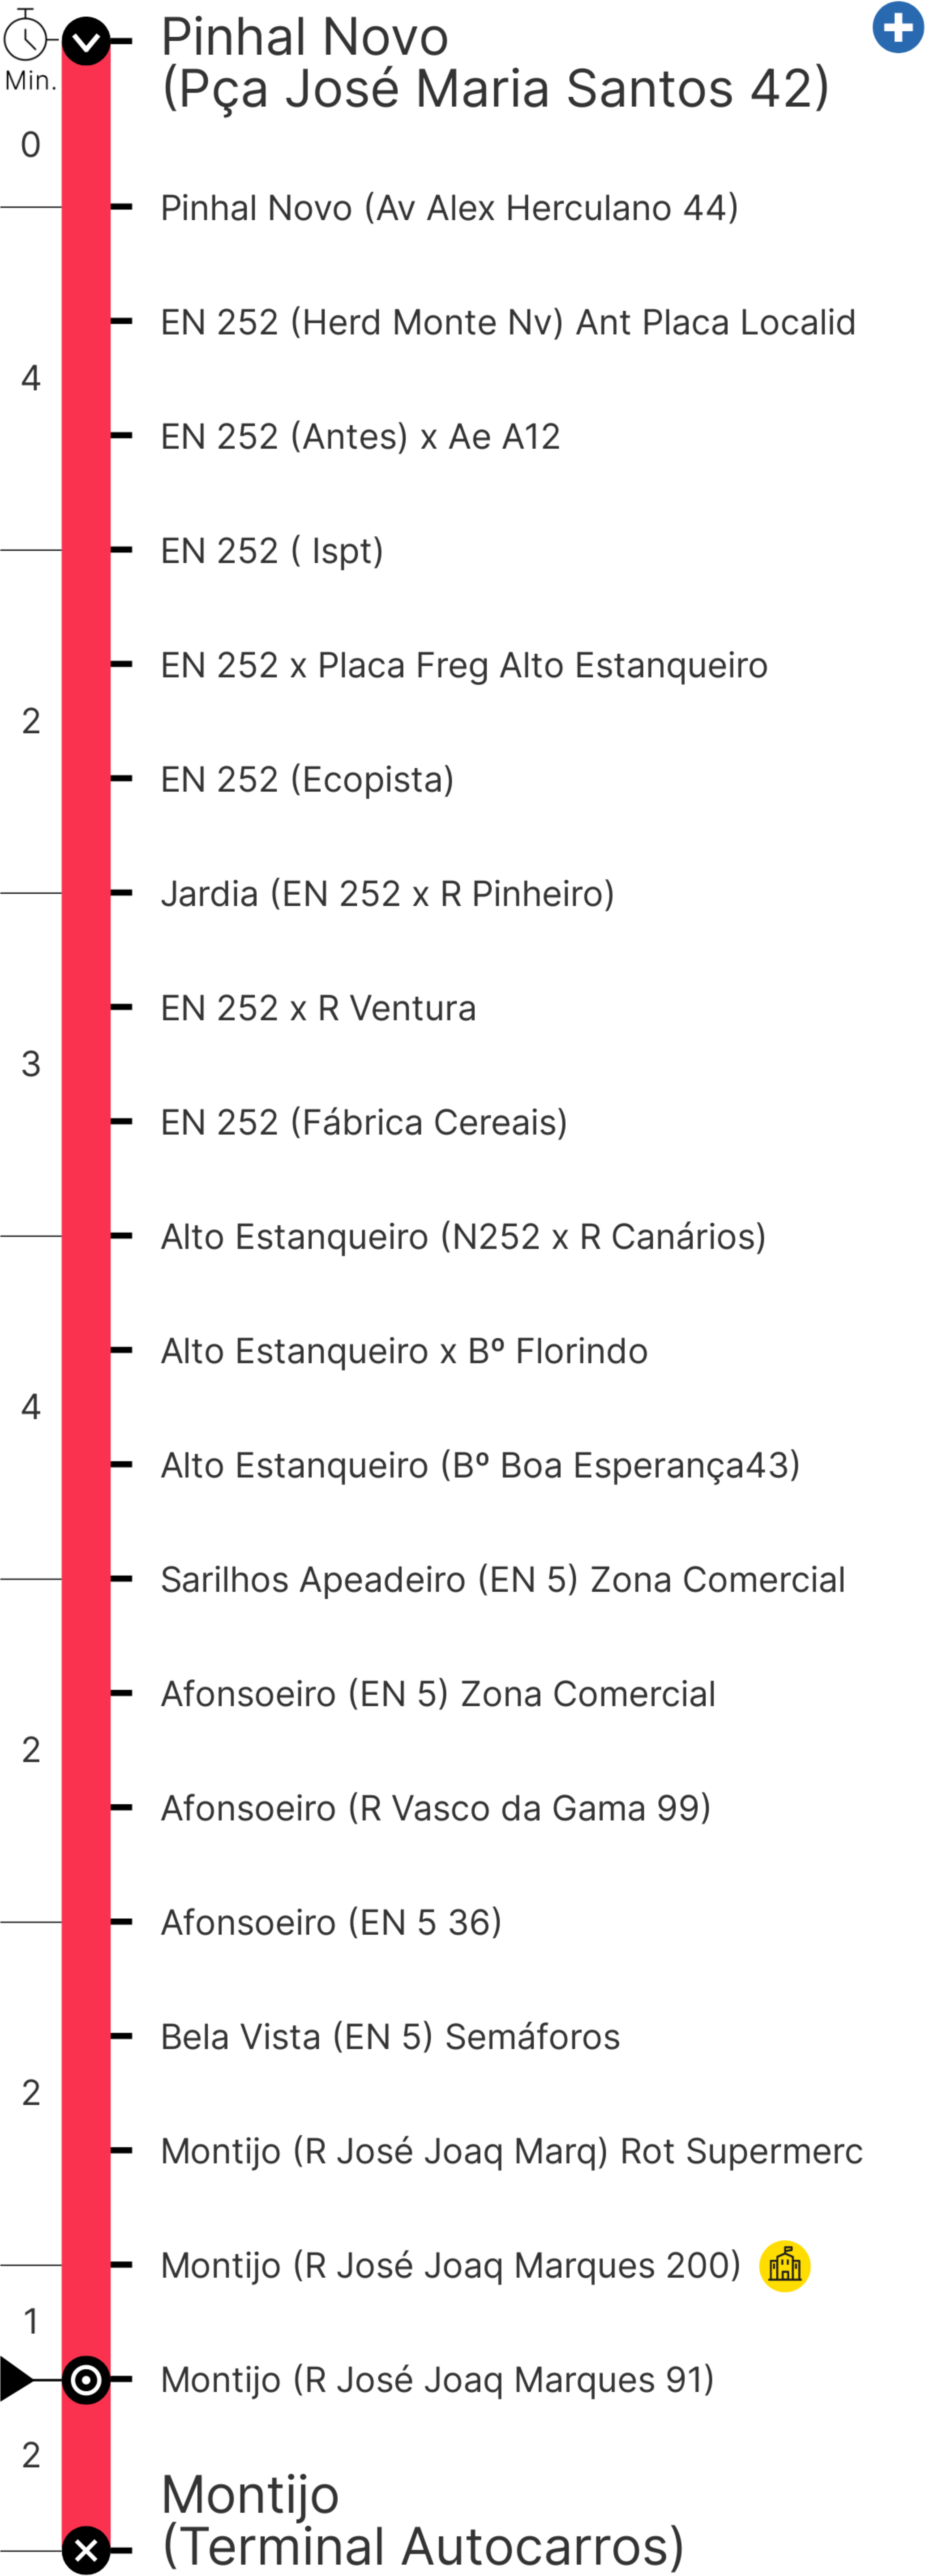 Pinhal Novo
(Pça José Maria Santos 42)
Min.
0
Pinhal Novo (Av Alex Herculano 44)
EN 252 (Herd Monte Nv) Ant Placa Localid
4
EN 252 (Antes) x Ae A12
EN 252 ( Ispt)
EN 252 x Placa Freg Alto Estanqueiro
2
EN 252 (Ecopista)
Jardia (EN 252 x R Pinheiro)
EN 252 x R Ventura
3
EN 252 (Fábrica Cereais)
Alto Estanqueiro (N252 x R Canários)
Alto Estanqueiro x Bº Florindo
4
Alto Estanqueiro (Bº Boa Esperança43)
Sarilhos Apeadeiro (EN 5) Zona Comercial
Afonsoeiro (EN 5) Zona Comercial
2
Afonsoeiro (R Vasco da Gama 99)
Afonsoeiro (EN 5 36)
Bela Vista (EN 5) Semáforos
2
Montijo (R José Joaq Marq) Rot Supermerc
Montijo (R José Joaq Marques 200)
1
Montijo (R José Joaq Marques 91)
2
Montijo
(Terminal Autocarros)